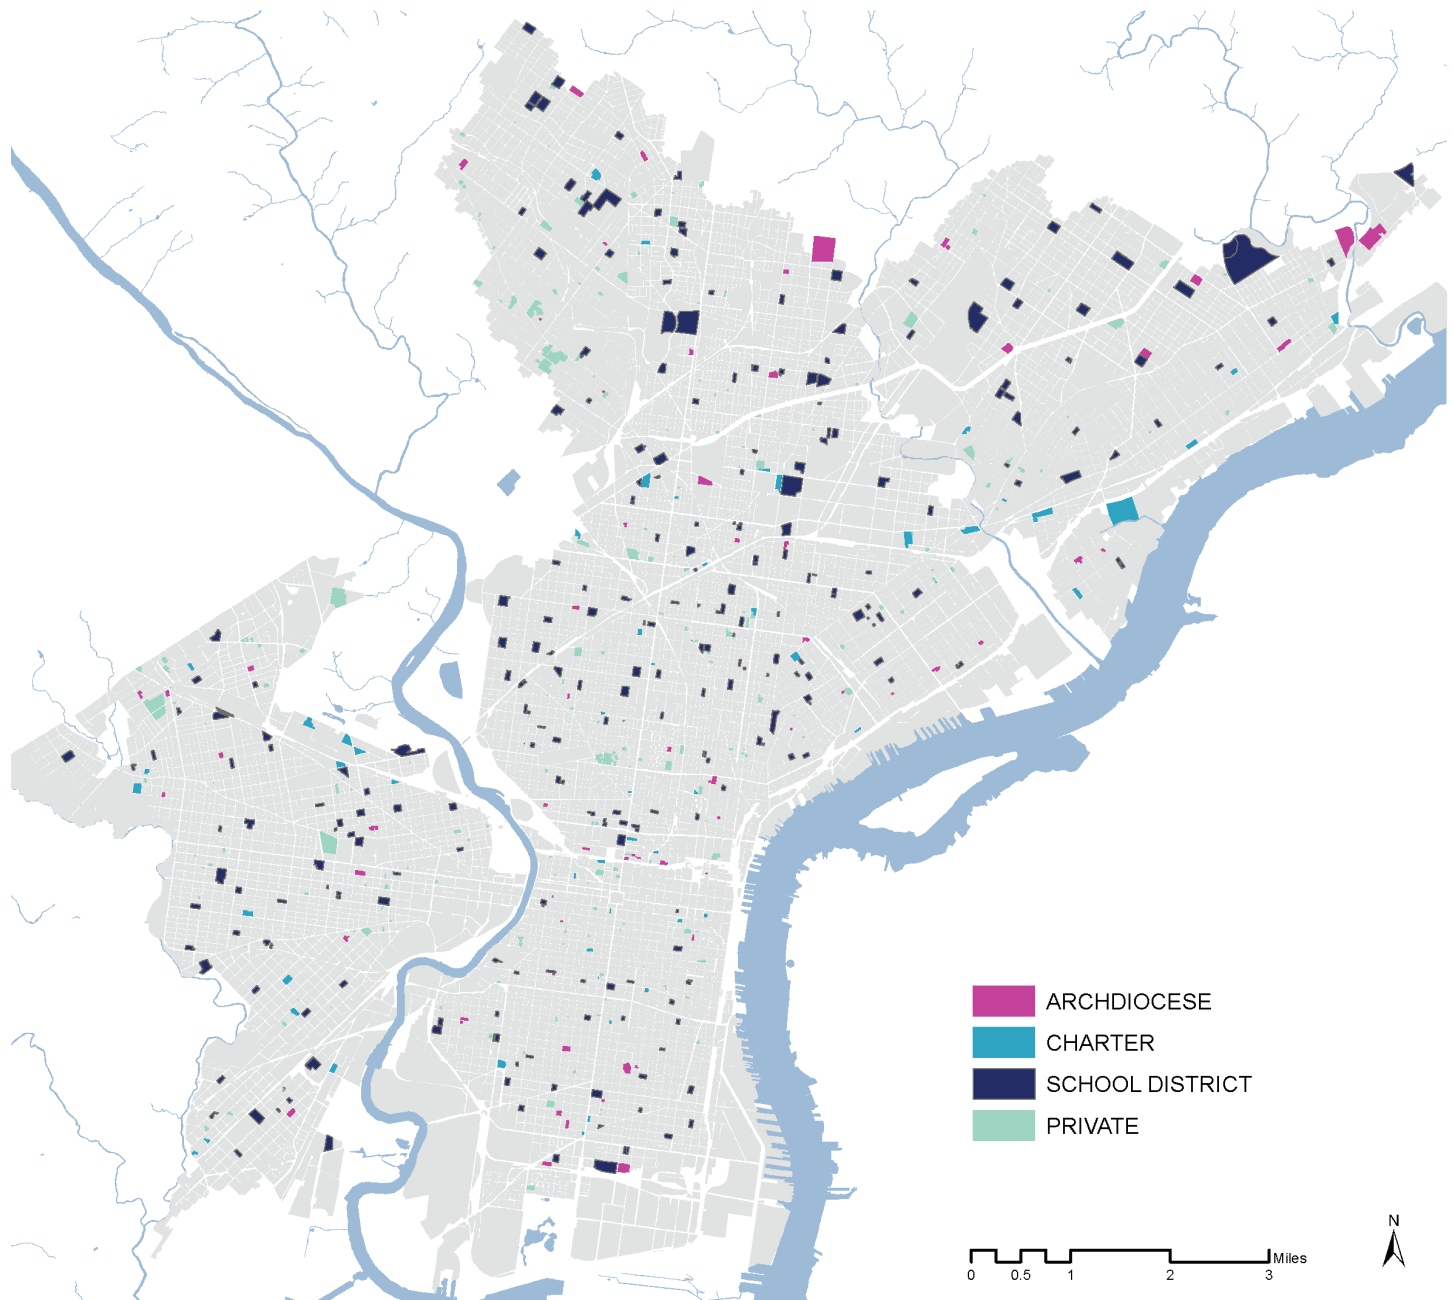 ARCHDIOCESE
CHARTER
SCHOOL DISTRICT
PRIVATE
N
Miles
0 0.5 1 2 3